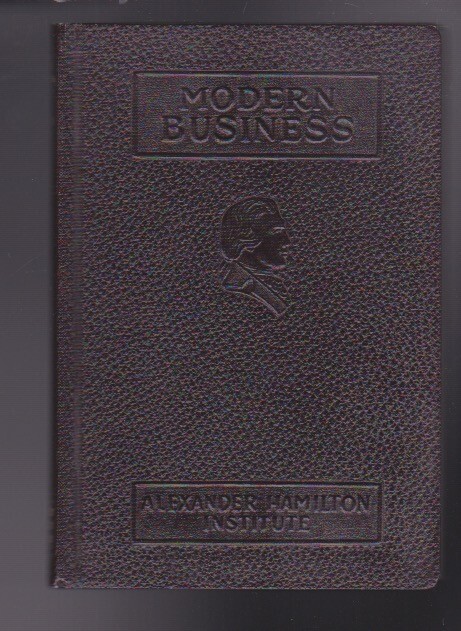 MODERN
BUSINESS
ALEXANDER HAMILTON
INSTITUTE